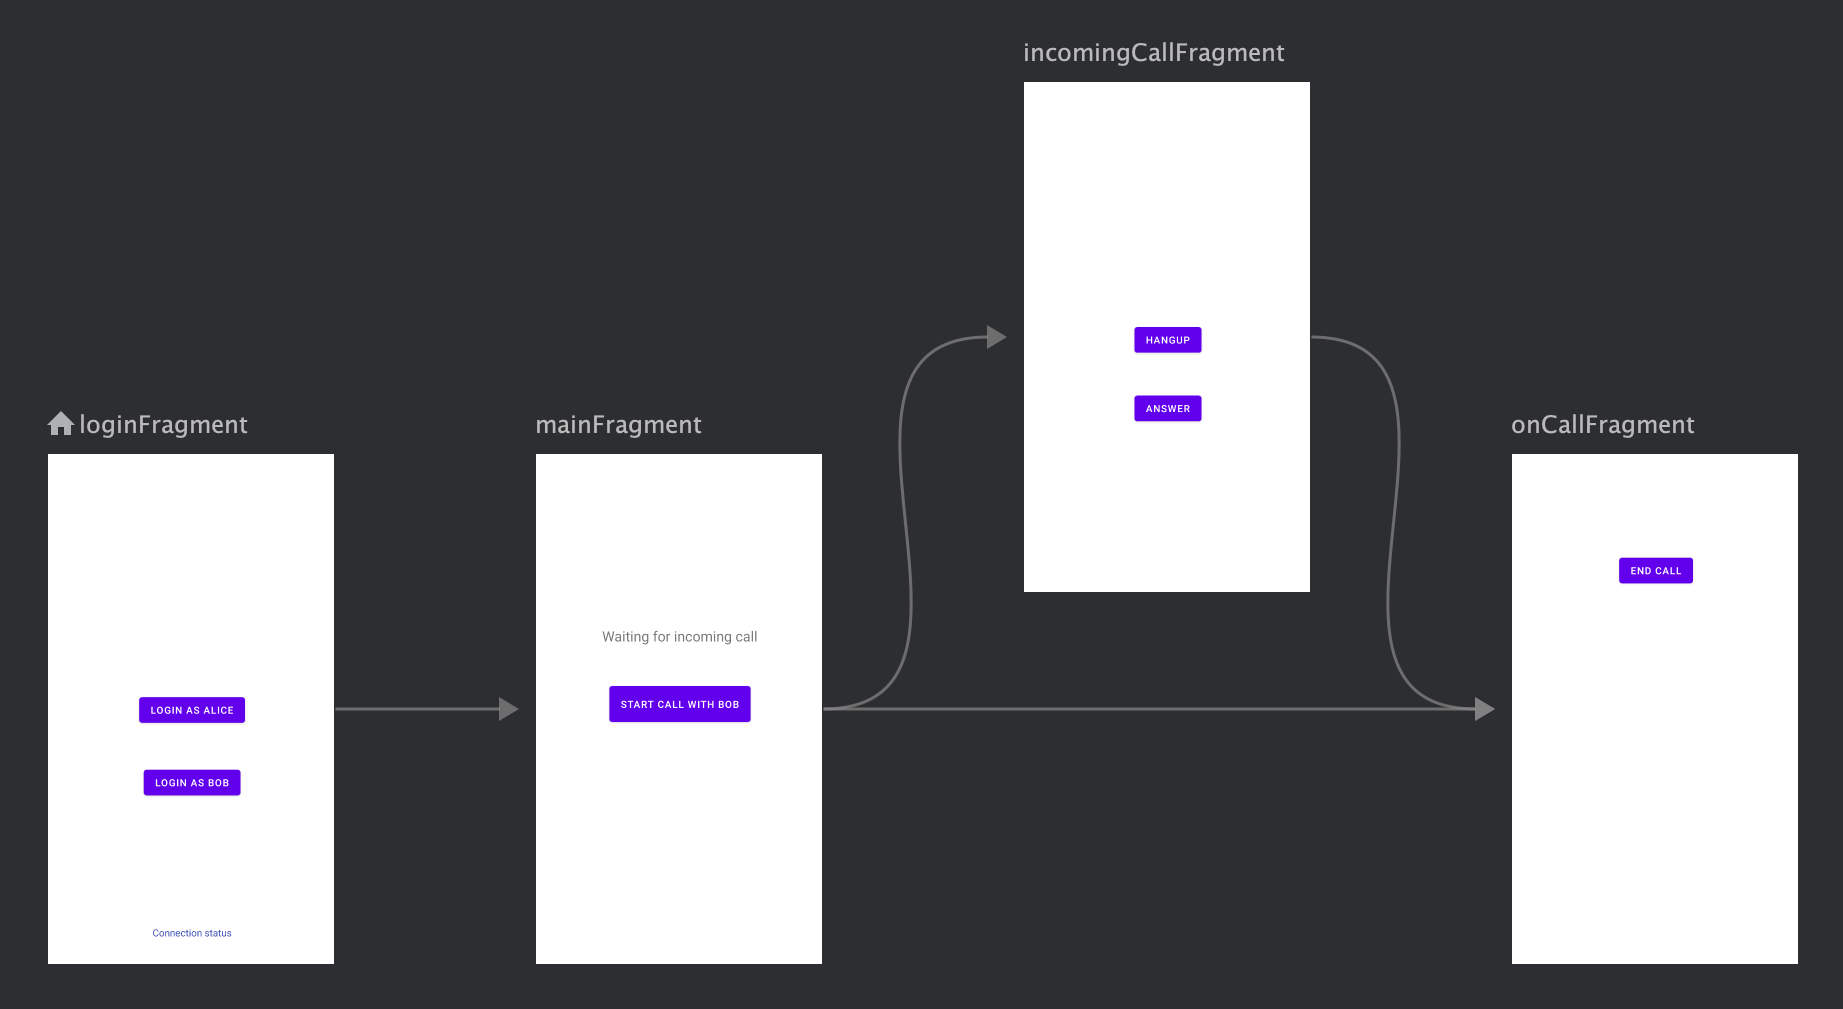 incomingCallFragment
HANGUP
ANSWER
loginFragment
LOGIN AS ALICE
LOGIN AS BOB
Connection status
mainFragment
Waiting for incoming call
START CALL WITH BOB
onCallFragment
END CALL